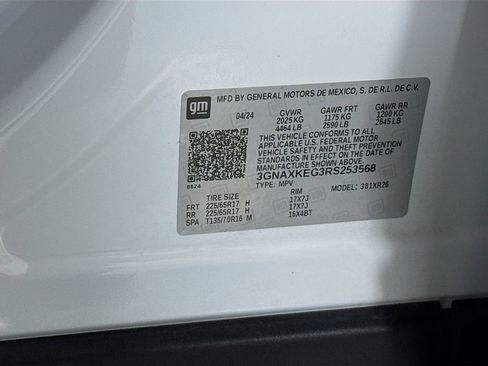 gm
MFD BY GENERAL MOTORS DE MEXICO, S. DE R.L. DE C.V.
04/24 GVWR GAWR FRT GAWR RR
2025 KG 1175 KG 1200 KG
4464 LB 2590 LB 2645 LB
THIS VEHICLE CONFORMS TO ALL
APPLICABLE U.S. FEDERAL MOTOR
VEHICLE SAFETY AND THEFT
PREVENTION STANDARDS IN EFFECT
ON THE DATE OF MANUFACTURE
SHOWN ABOVE.
3GNAXKEG3RS253568
TYPE: MPV MODEL: 381XR26
8624
TIRE SIZE RIM
FRT 225/65R17 H 17X7J
RR 225/65R17 H 17X7J
SPA T135/70R16 M 16X4BT